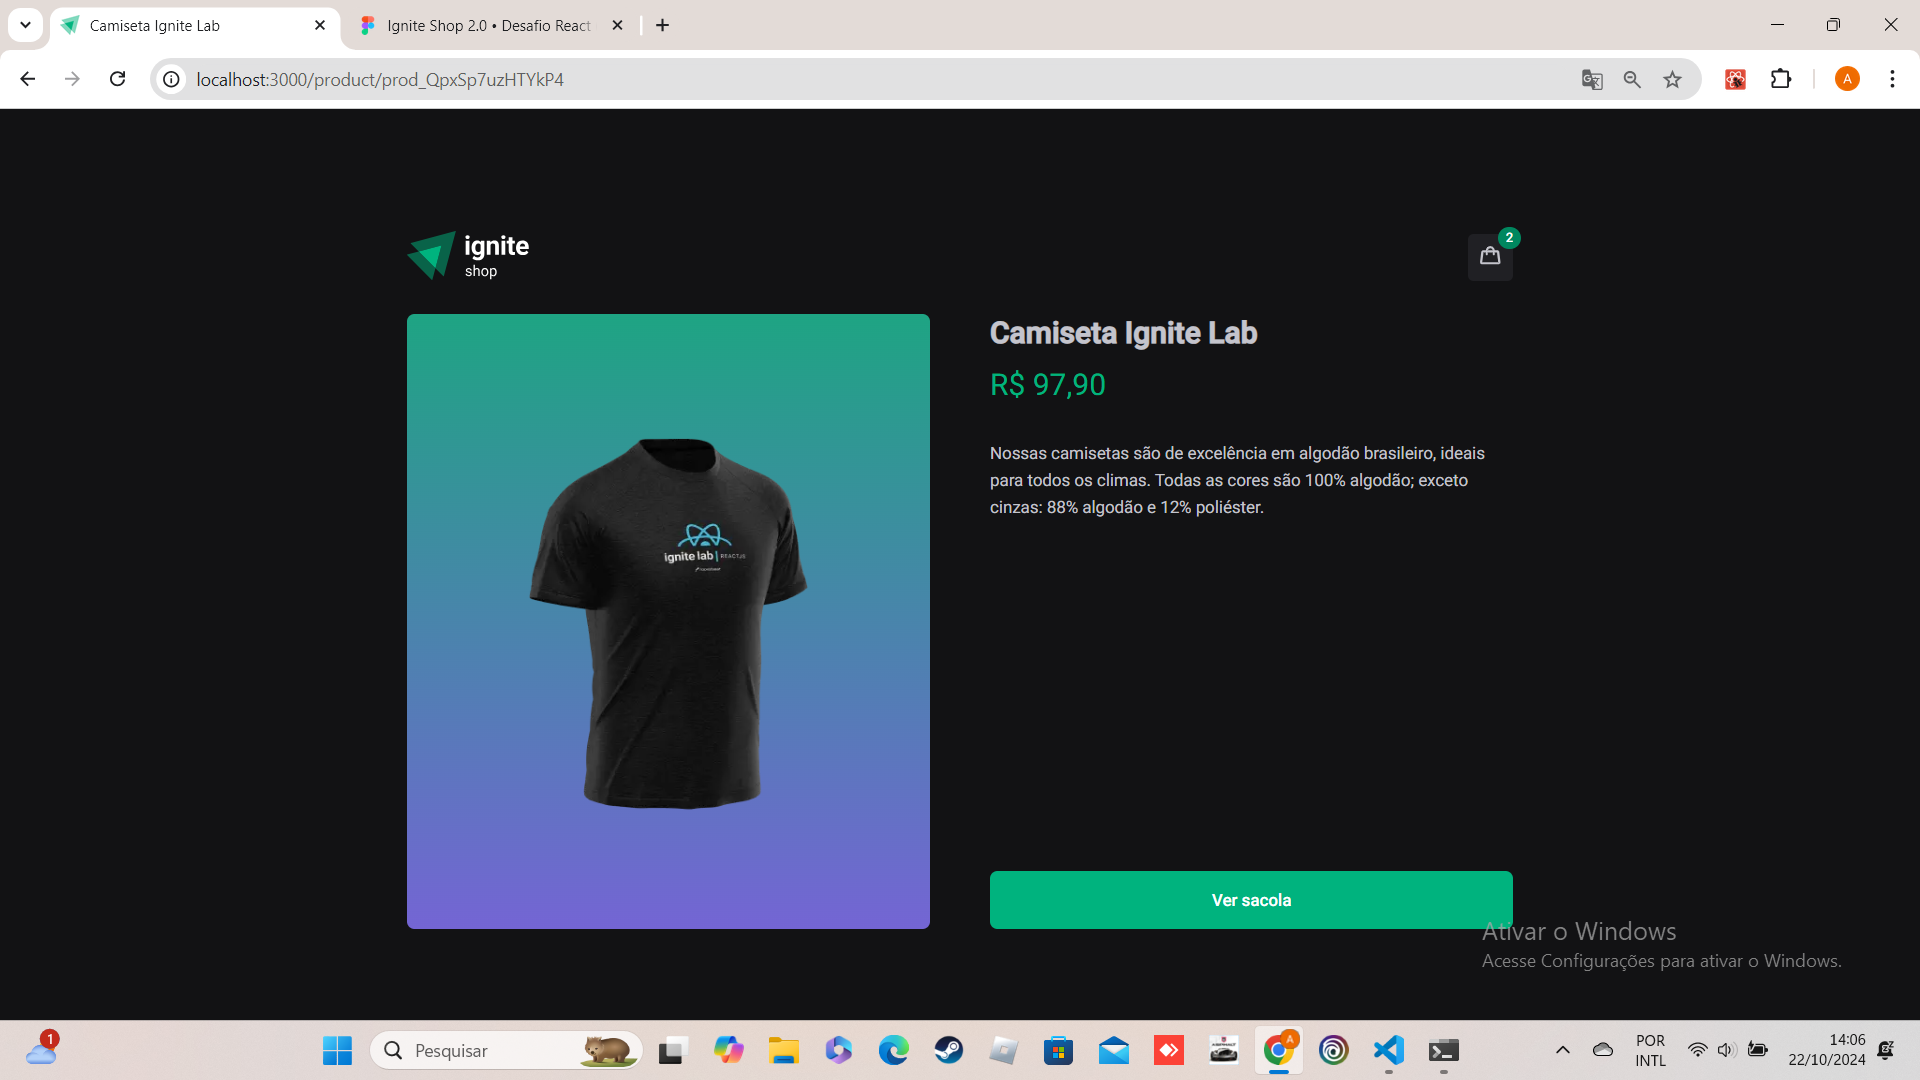 Camiseta Ignite Lab
Ignite Shop 2.0 • Desafio React
localhost:3000/product/prod_QpxSp7uzHTYkP4
A
ignite
shop
2
Camiseta Ignite Lab
R$ 97,90
Nossas camisetas são de excelência em algodão brasileiro, ideais
para todos os climas. Todas as cores são 100% algodão; exceto
cinzas: 88% algodão e 12% poliéster.
ignite lab | REACTJS
Ver sacola
Ativar o Windows
Acesse Configurações para ativar o Windows.
1
Pesquisar
A
POR
INTL
14:06
22/10/2024